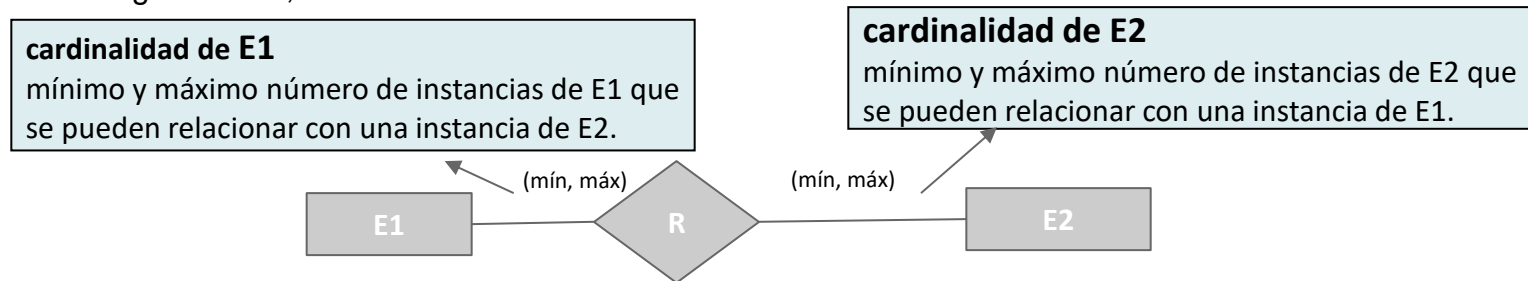 cardinalidad de E1
mínimo y máximo número de instancias de E1 que
se pueden relacionar con una instancia de E2.
cardinalidad de E2
mínimo y máximo número de instancias de E2 que
se pueden relacionar con una instancia de E1.
(mín, máx)
(mín, máx)
E1
R
E2